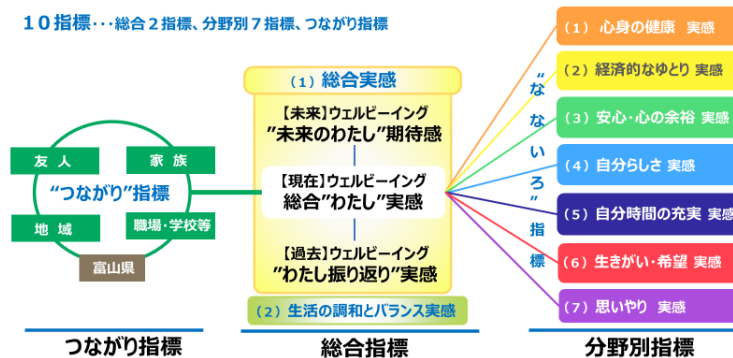 10指標･･･総合２指標、分野別７指標、つながり指標
友 人
家 族
“つながり”指標
地 域
職場・学校等
富山県
つながり指標
（１）総合実感
【未来】ウェルビーイング
”未来のわたし”期待感
【現在】ウェルビーイング
総合”わたし”実感
【過去】ウェルビーイング
”わたし振り返り”実感
（２）生活の調和とバランス実感
総合指標
“なないろ”指標
（１）心身の健康 実感
（２）経済的なゆとり 実感
（３）安心・心の余裕 実感
（４）自分らしさ 実感
（５）自分時間の充実 実感
（６）生きがい・希望 実感
（７）思いやり 実感
分野別指標